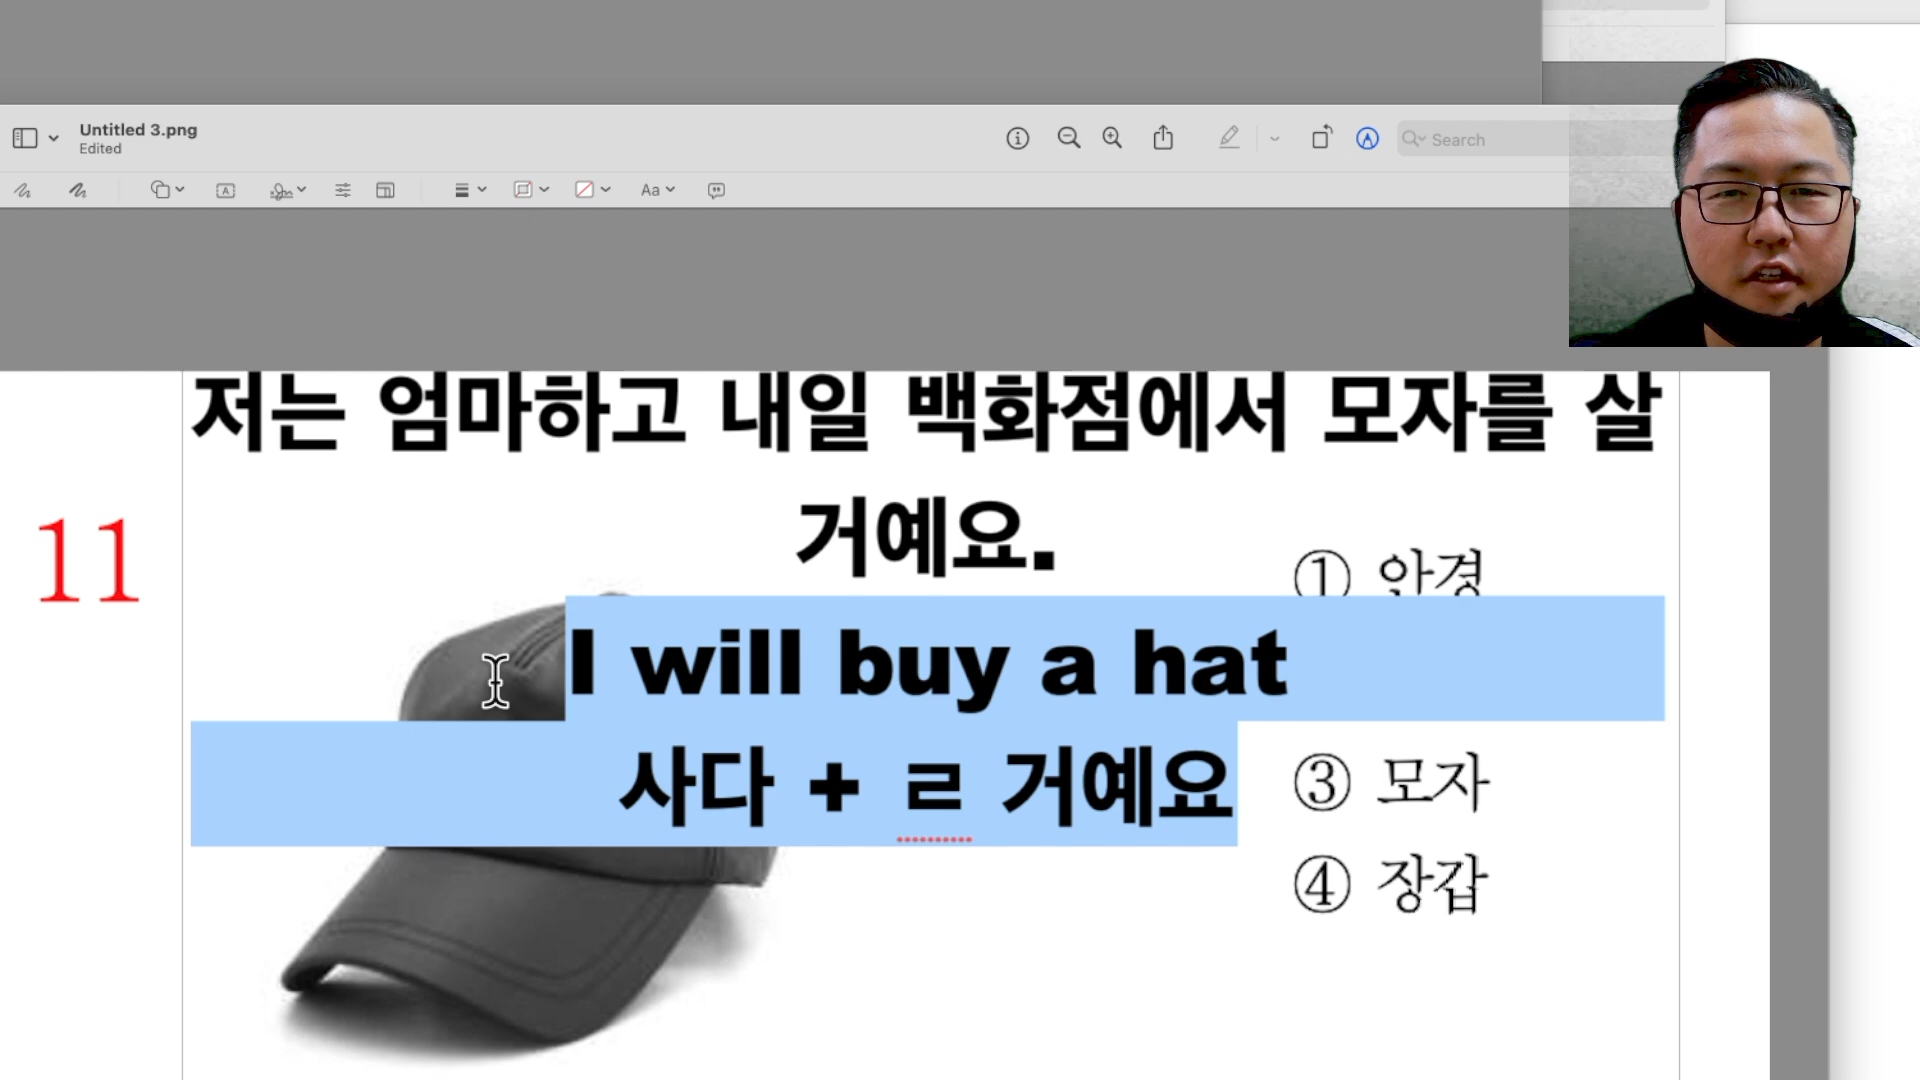 Untitled 3.png
Edited
Search
Aa
저는 엄마하고 내일 백화점에서 모자를 살
거예요.
11
① 안경
I will buy a hat
사다 + ㄹ 거예요
③ 모자
④ 장갑